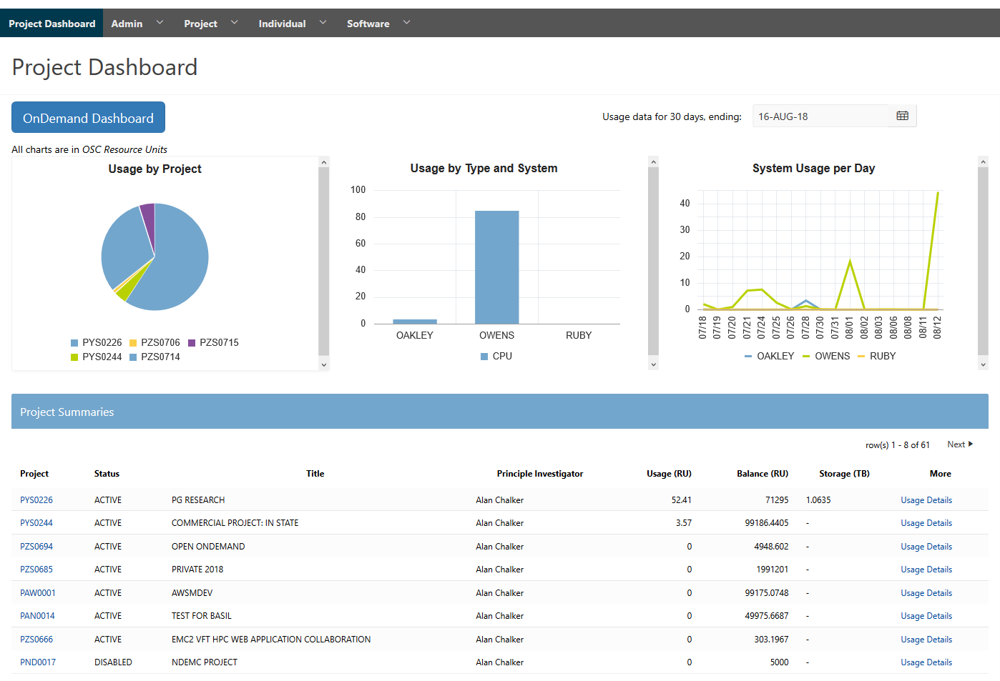 Project Dashboard Admin Project Individual Software
Project Dashboard
OnDemand Dashboard
Usage data for 30 days, ending: 16-AUG-18
All charts are in OSC Resource Units
Usage by Project
PYS0226 PZS0706 PZS0715
PYS0244 PZS0714
Usage by Type and System
100
80
60
40
20
0
OAKLEY OWENS RUBY
CPU
System Usage per Day
40
30
20
10
0
07/18 07/19 07/20 07/21 07/24 07/25 07/26 07/28 07/30 07/31 08/01 08/02 08/03 08/06 08/08 08/11 08/12
OAKLEY OWENS RUBY
Project Summaries
row(s) 1 - 8 of 61 Next
Project Status Title Principle Investigator Usage (RU) Balance (RU) Storage (TB) More
PYS0226 ACTIVE PG RESEARCH Alan Chalker 52.41 71295 1.0635 Usage Details
PYS0244 ACTIVE COMMERCIAL PROJECT: IN STATE Alan Chalker 3.57 99186.4405 - Usage Details
PZS0694 ACTIVE OPEN ONDEMAND Alan Chalker 0 4948.602 - Usage Details
PZS0685 ACTIVE PRIVATE 2018 Alan Chalker 0 1991201 - Usage Details
PAW0001 ACTIVE AWSMDEV Alan Chalker 0 99175.0748 - Usage Details
PAN0014 ACTIVE TEST FOR BASIL Alan Chalker 0 49975.6687 - Usage Details
PZS0666 ACTIVE EMC2 VFT HPC WEB APPLICATION COLLABORATION Alan Chalker 0 303.1967 - Usage Details
PND0017 DISABLED NDEMC PROJECT Alan Chalker 0 5000 - Usage Details